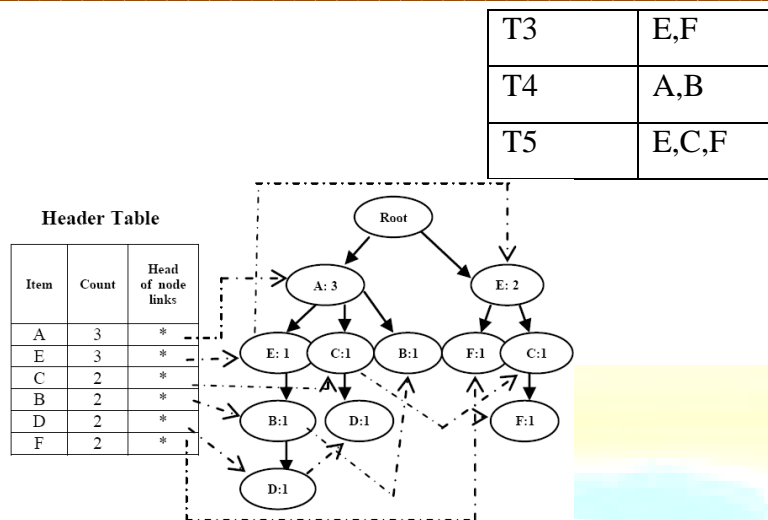 T3 E,F
T4 A,B
T5 E,C,F
Header Table
Item Count Head of node links
A 3 *
E 3 *
C 2 *
B 2 *
D 2 *
F 2 *
Root
A: 3 E: 2
E: 1 C:1 B:1 F:1 C:1
B:1 D:1 F:1
D:1